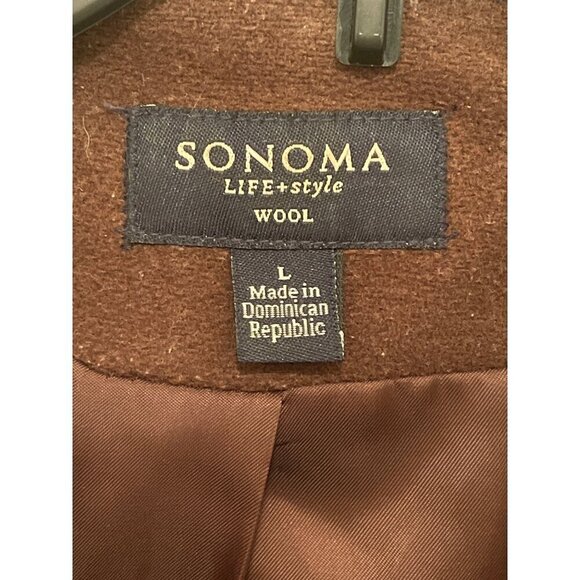 SONOMA
LIFE+style
WOOL
L
Made in
Dominican
Republic